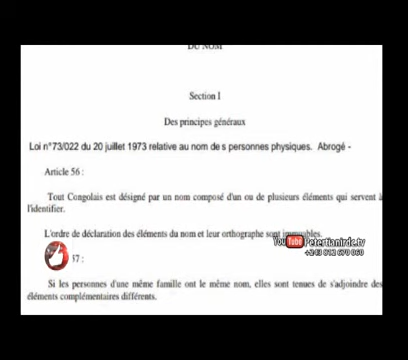 DU NOM
Section I
Des principes généraux
Loi n°73/022 du 20 juillet 1973 relative au nom de s personnes physiques. Abrogé -
Article 56 :
Tout Congolais est désigné par un nom composé d'un ou de plusieurs éléments qui servent à
l'identifier.
L'ordre de déclaration des éléments du nom et leur orthographe sont immuables.
YouTube Petertianirdc.tv
+243 812 670 060
57 :
Si les personnes d'une même famille ont le même nom, elles sont tenues de s'adjoindre des
éléments complémentaires différents.